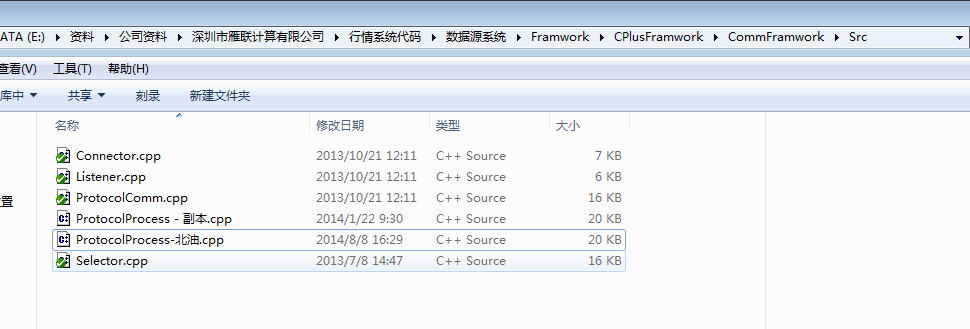 ATA (E:) 资料 公司资料 深圳市雁联计算有限公司 行情系统代码 数据源系统 Framwork CPlusFramwork CommFramwork Src
查看(V) 工具(T) 帮助(H)
库中 共享 刻录 新建文件夹
名称 修改日期 类型 大小
Connector.cpp 2013/10/21 12:11 C++ Source 7 KB
Listener.cpp 2013/10/21 12:11 C++ Source 6 KB
ProtocolComm.cpp 2013/10/21 12:11 C++ Source 16 KB
置 ProtocolProcess - 副本.cpp 2014/1/22 9:30 C++ Source 20 KB
ProtocolProcess-北油.cpp 2014/8/8 16:29 C++ Source 20 KB
Selector.cpp 2013/7/8 14:47 C++ Source 16 KB